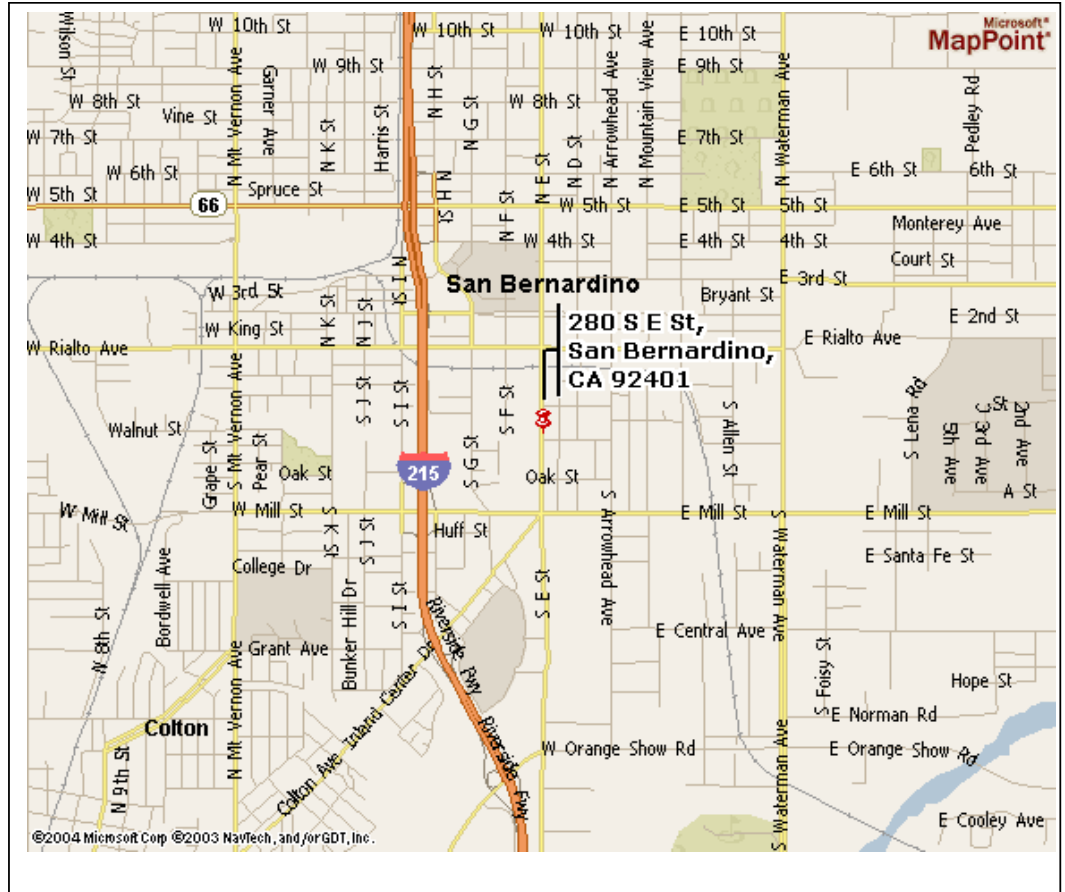 Microsoft®
MapPoint®
Wilson St
W 10th St
W 10th St
W 10th St
E 10th St
N Mt Vernon Ave
Garner Ave
W 9th St
Harris St
N H St
N G St
N Arrowhead Ave
N Mountain View Ave
E 9th St
N Waterman Ave
Pedley Rd
W 8th St
Vine St
N K St
W 8th St
W 7th St
E 7th St
W 6th St
N E St
N D St
E 6th St
6th St
W 5th St
66
Spruce St
N H St
N F St
W 5th St
E 5th St
5th St
Monterey Ave
W 4th St
W 4th St
E 4th St
4th St
Court St
N I St
San Bernardino
E 3rd St
W 3rd St
N K St
N J St
Bryant St
W King St
280 S E St,
San Bernardino,
CA 92401
E 2nd St
W Rialto Ave
E Rialto Ave
S J St
S I St
S F St
S Allen St
S Lena Rd
St
5th Ave
3rd Ave
2nd Ave
Walnut St
Grape St
S Mt Vernon Ave
Pear St
Oak St
215
S G St
Oak St
A St
W Mill St
W Mill St
S K St
S J St
Huff St
S Arrowhead Ave
E Mill St
S Waterman Ave
E Mill St
E Santa Fe St
Bordwell Ave
College Dr
N 8th St
Bunker Hill Dr
S I St
Riverside Fwy
S E St
E Central Ave
S Foisy St
Grant Ave
N Mt Vernon Ave
Hope St
Colton
Colton Ave
Inland Center Dr
Riverside Fwy
E Norman Rd
N 9th St
W Orange Show Rd
S Waterman Ave
E Orange Show Rd
E Cooley Ave
©2004 Microsoft Corp ©2003 NavTech, and/or GDT, Inc.